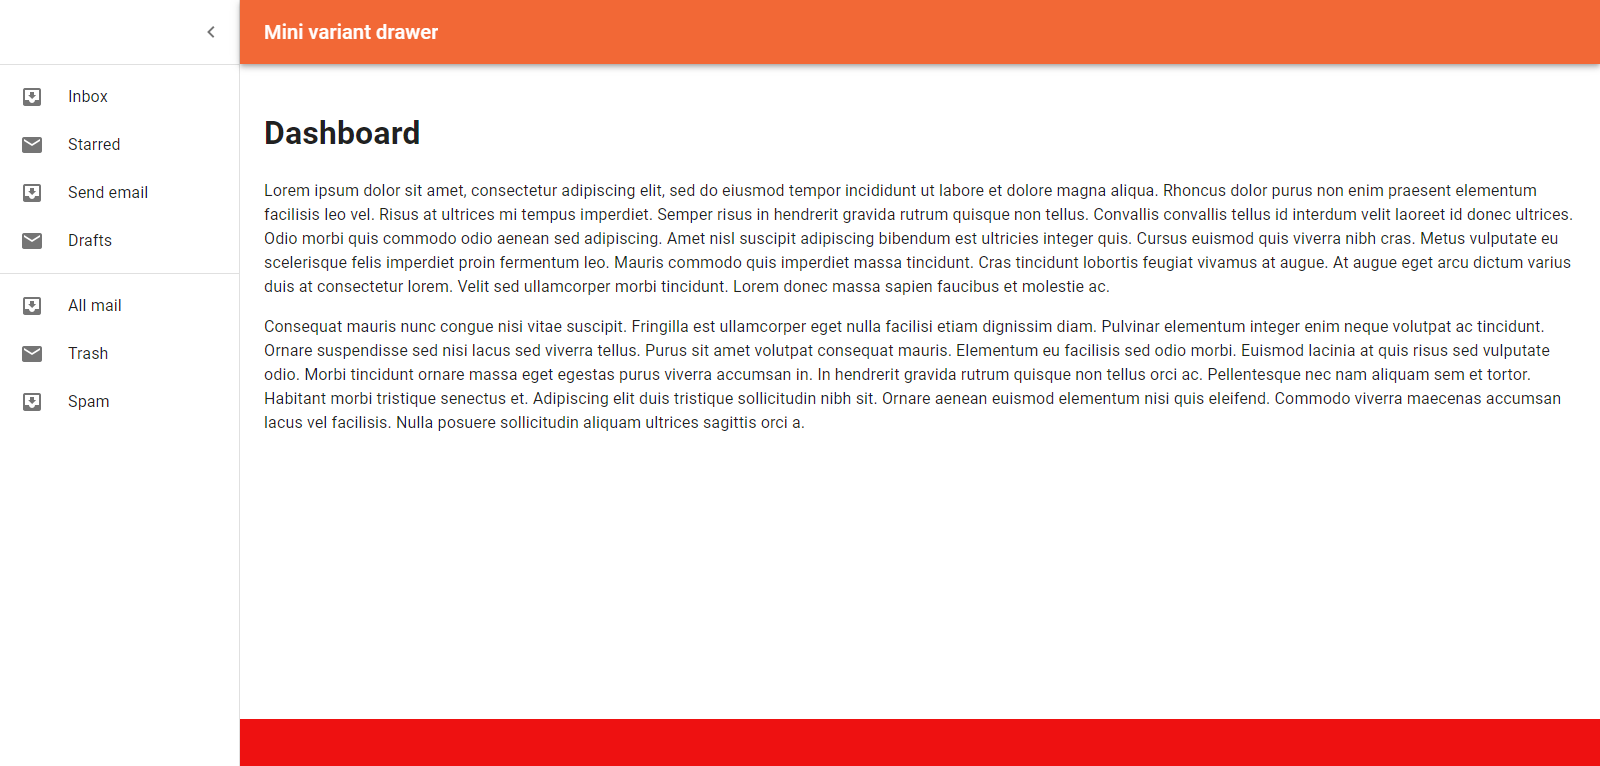 Mini variant drawer
Inbox
Starred
Send email
Drafts
All mail
Trash
Spam
Dashboard
Lorem ipsum dolor sit amet, consectetur adipiscing elit, sed do eiusmod tempor incididunt ut labore et dolore magna aliqua. Rhoncus dolor purus non enim praesent elementum
facilisis leo vel. Risus at ultrices mi tempus imperdiet. Semper risus in hendrerit gravida rutrum quisque non tellus. Convallis convallis tellus id interdum velit laoreet id donec ultrices.
Odio morbi quis commodo odio aenean sed adipiscing. Amet nisl suscipit adipiscing bibendum est ultricies integer quis. Cursus euismod quis viverra nibh cras. Metus vulputate eu
scelerisque felis imperdiet proin fermentum leo. Mauris commodo quis imperdiet massa tincidunt. Cras tincidunt lobortis feugiat vivamus at augue. At augue eget arcu dictum varius
duis at consectetur lorem. Velit sed ullamcorper morbi tincidunt. Lorem donec massa sapien faucibus et molestie ac.
Consequat mauris nunc congue nisi vitae suscipit. Fringilla est ullamcorper eget nulla facilisi etiam dignissim diam. Pulvinar elementum integer enim neque volutpat ac tincidunt.
Ornare suspendisse sed nisi lacus sed viverra tellus. Purus sit amet volutpat consequat mauris. Elementum eu facilisis sed odio morbi. Euismod lacinia at quis risus sed vulputate
odio. Morbi tincidunt ornare massa eget egestas purus viverra accumsan in. In hendrerit gravida rutrum quisque non tellus orci ac. Pellentesque nec nam aliquam sem et tortor.
Habitant morbi tristique senectus et. Adipiscing elit duis tristique sollicitudin nibh sit. Ornare aenean euismod elementum nisi quis eleifend. Commodo viverra maecenas accumsan
lacus vel facilisis. Nulla posuere sollicitudin aliquam ultrices sagittis orci a.